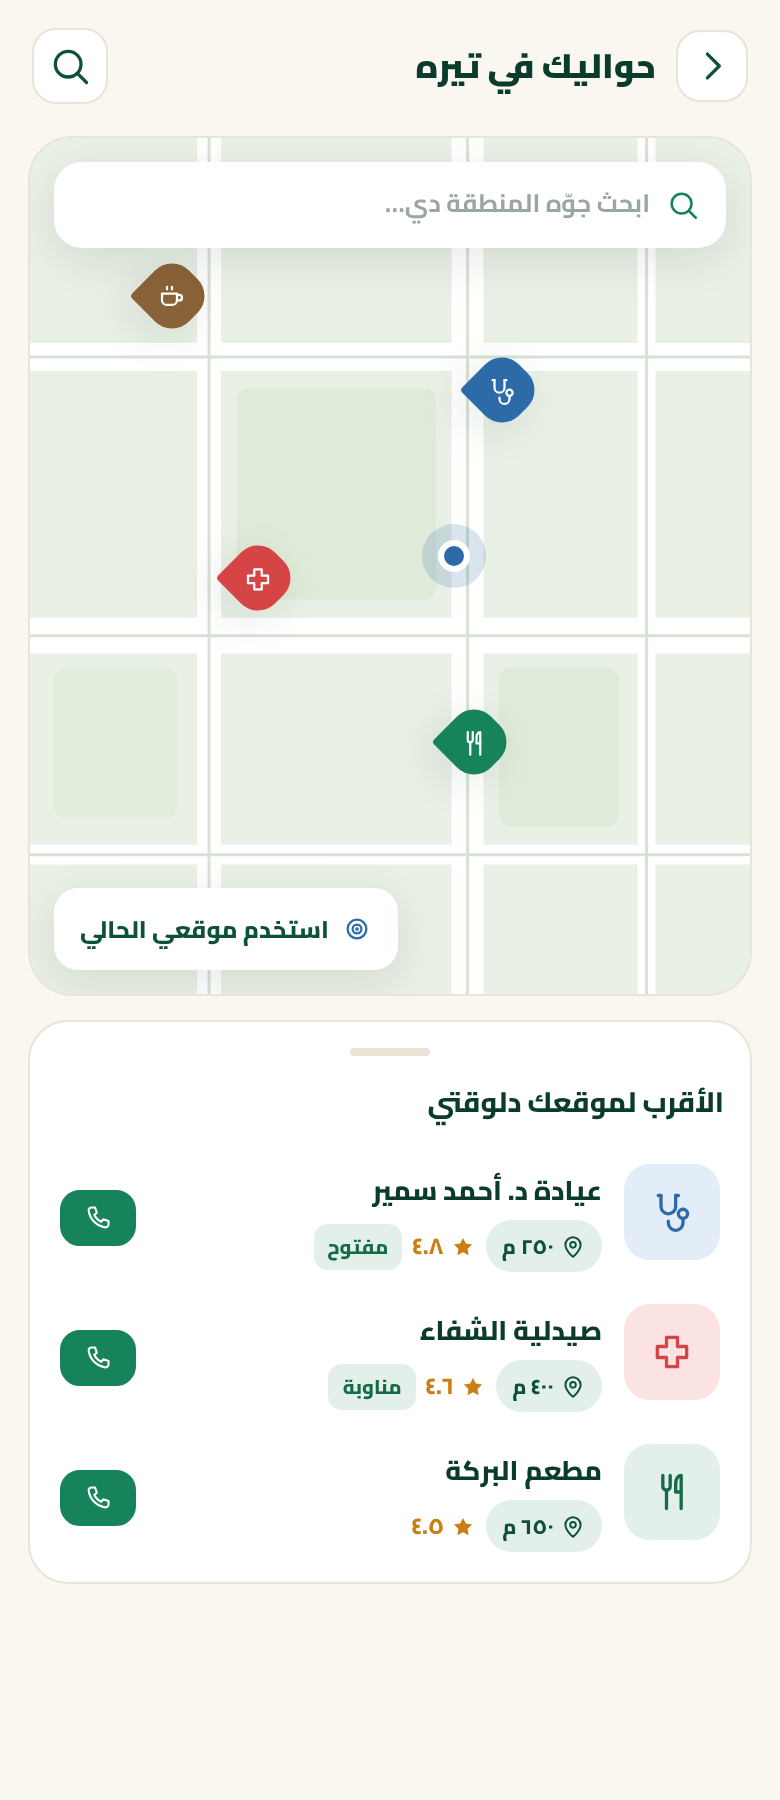 حواليك في تيره
ابحث جوّه المنطقة دي...
استخدم موقعي الحالي
الأقرب لموقعك دلوقتي
عيادة د. أحمد سمير
٢٥٠ م ٤.٨ مفتوح
صيدلية الشفاء
٤٠٠ م ٤.٦ مناوبة
مطعم البركة
٦٥٠ م ٤.٥